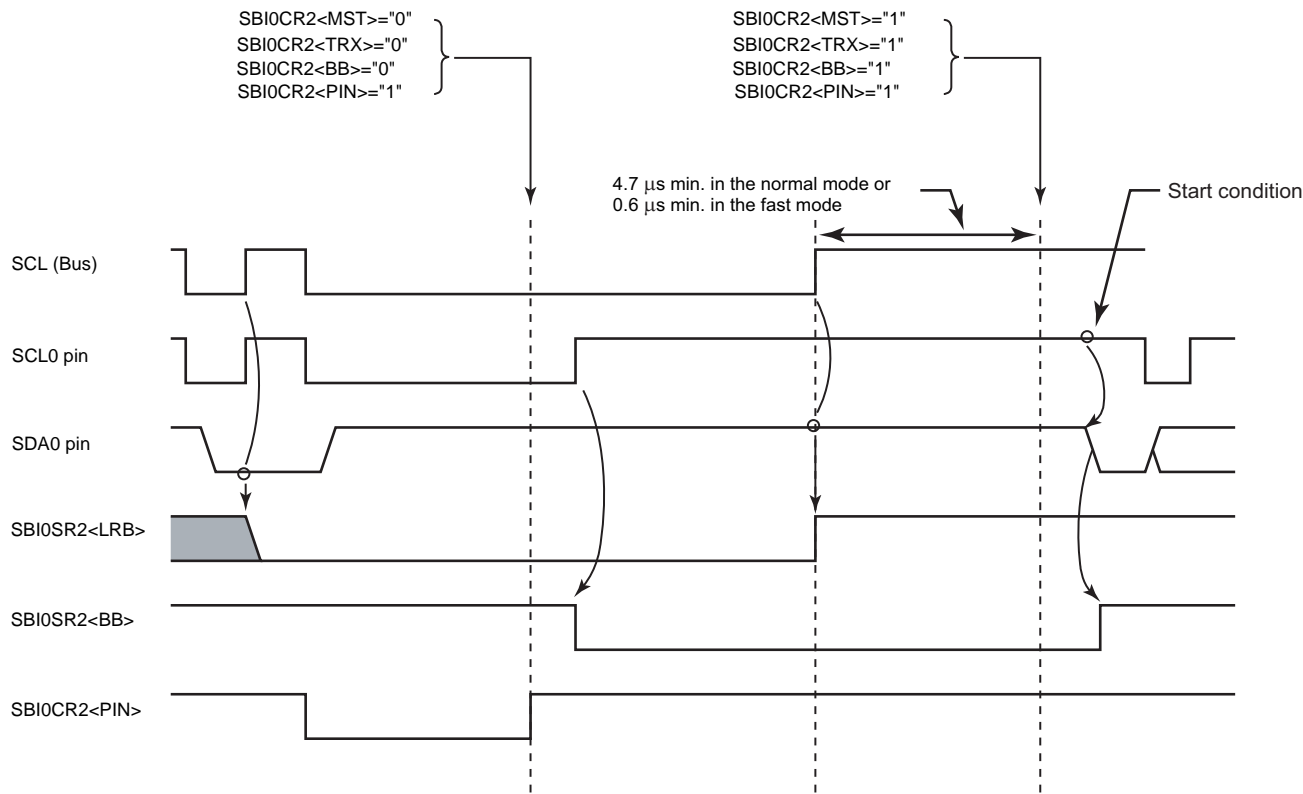 SBI0CR2<MST>="0"
SBI0CR2<TRX>="0"
SBI0CR2<BB>="0"
SBI0CR2<PIN>="1"
SBI0CR2<MST>="1"
SBI0CR2<TRX>="1"
SBI0CR2<BB>="1"
SBI0CR2<PIN>="1"
4.7 μs min. in the normal mode or
0.6 μs min. in the fast mode
Start condition
SCL (Bus)
SCL0 pin
SDA0 pin
SBI0SR2<LRB>
SBI0SR2<BB>
SBI0CR2<PIN>